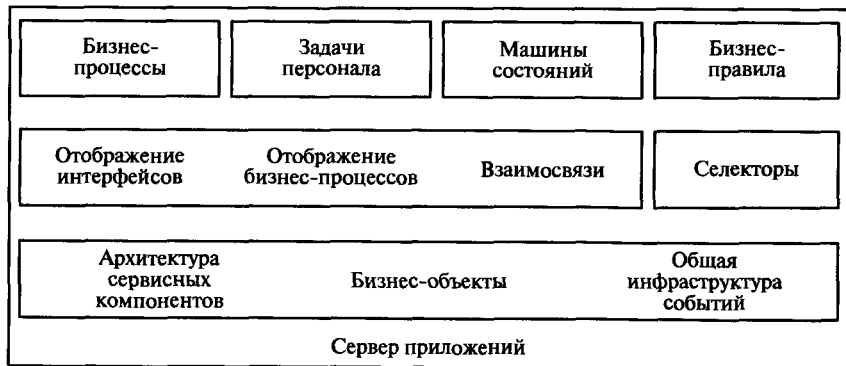 Бизнес-
процессы
Задачи
персонала
Машины
состояний
Бизнес-
правила
Отображение
интерфейсов
Отображение
бизнес-процессов
Взаимосвязи
Селекторы
Архитектура
сервисных
компонентов
Бизнес-объекты
Общая
инфраструктура
событий
Сервер приложений